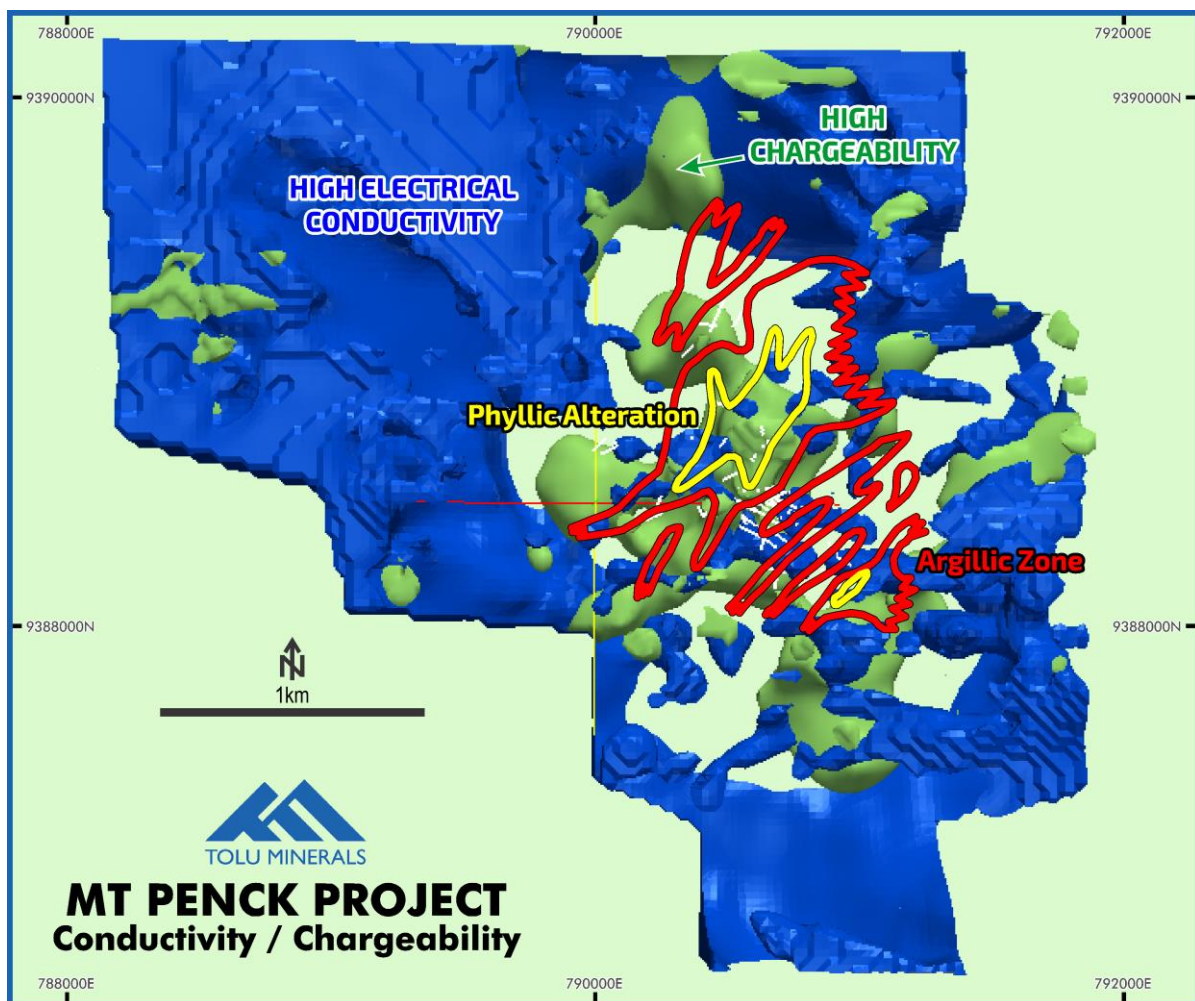 788000E
790000E
792000E
9390000N
9390000N
HIGH
CHARGEABILITY
HIGH ELECTRICAL
CONDUCTIVITY
Phyllic Alteration
Argillic Zone
9388000N
9388000N
N
1km
TOLU MINERALS
MT PENCK PROJECT
Conductivity / Chargeability
788000E
790000E
792000E